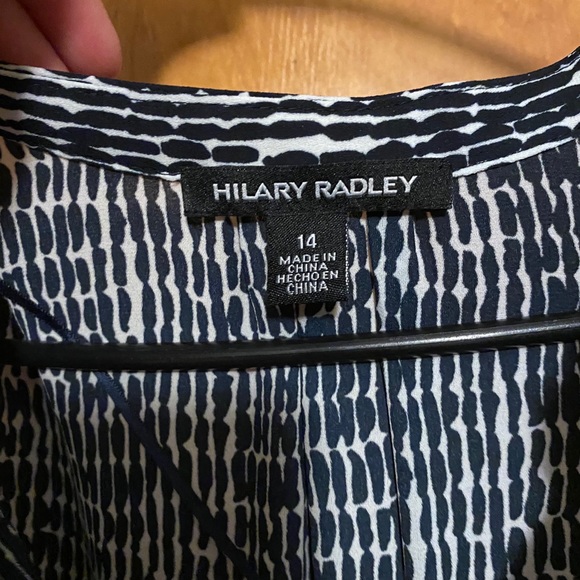 HILARY RADLEY
14
MADE IN
CHINA
HECHO EN
CHINA